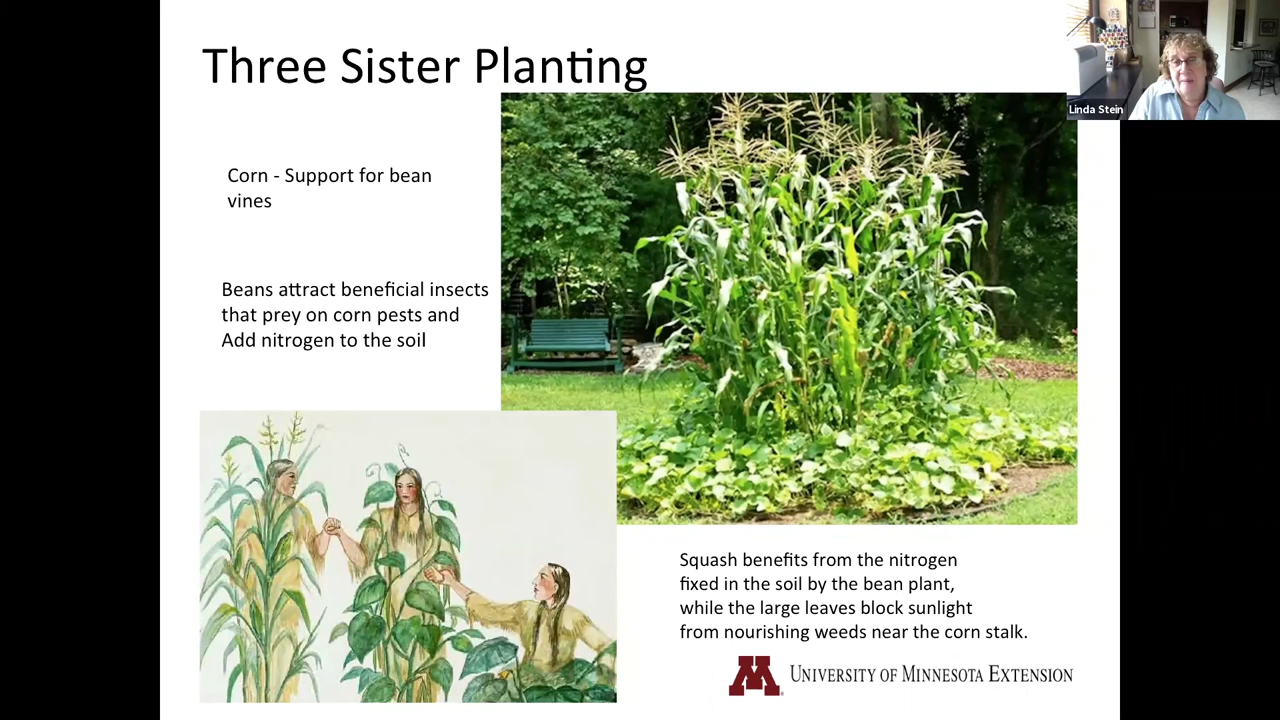 Three Sister Planting
Linda Stein
Corn - Support for bean
vines
Beans attract beneficial insects
that prey on corn pests and
Add nitrogen to the soil
Squash benefits from the nitrogen
fixed in the soil by the bean plant,
while the large leaves block sunlight
from nourishing weeds near the corn stalk.
M
University of Minnesota Extension